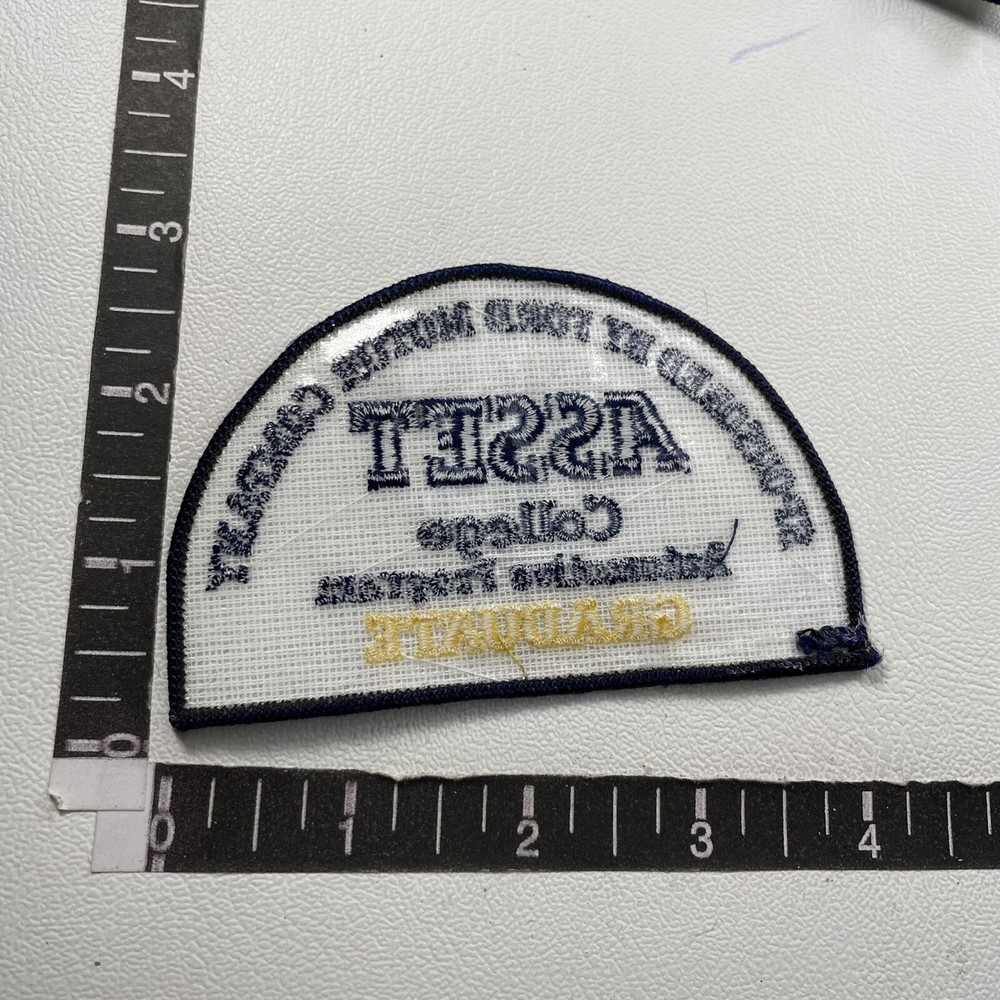 BY FORD MOTOR COMPANY
ASSET
College
Automotive Program
GRADUATE
4
3
2
1
0
0 1 2 3 4